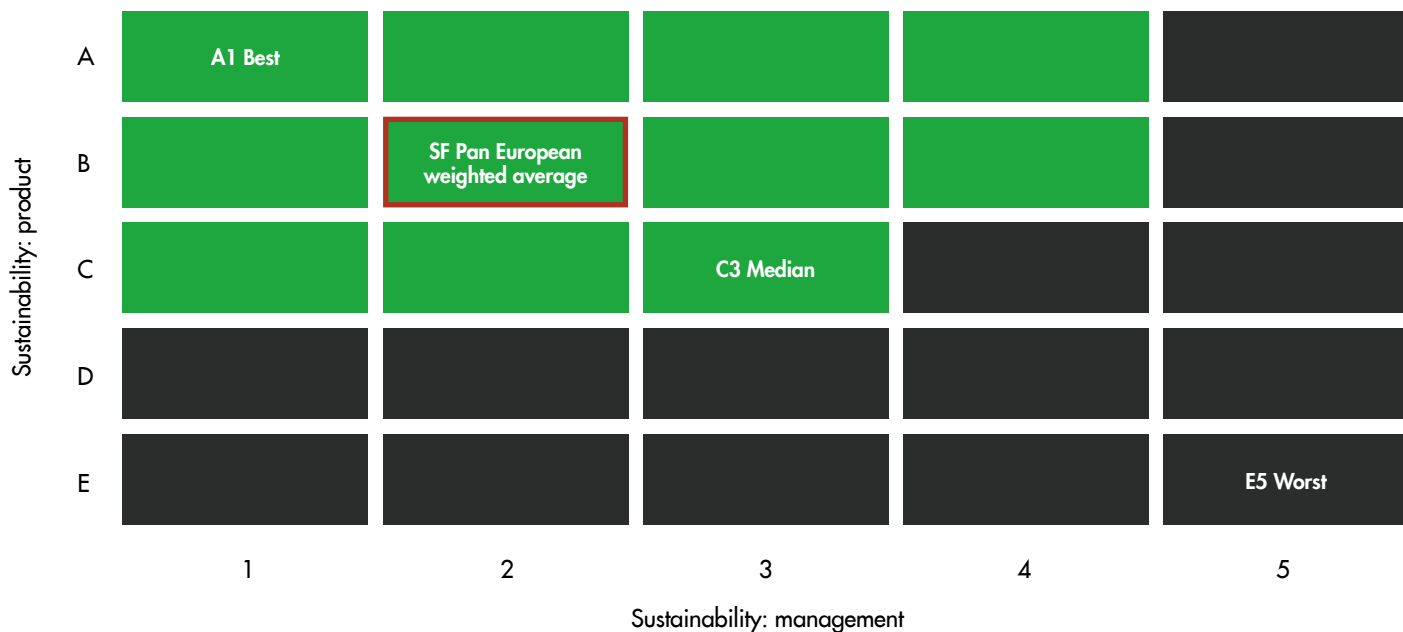 A
A1 Best
Sustainability: product
B
SF Pan European
weighted average
C
C3 Median
D
E
E5 Worst
1
2
3
4
5
Sustainability: management